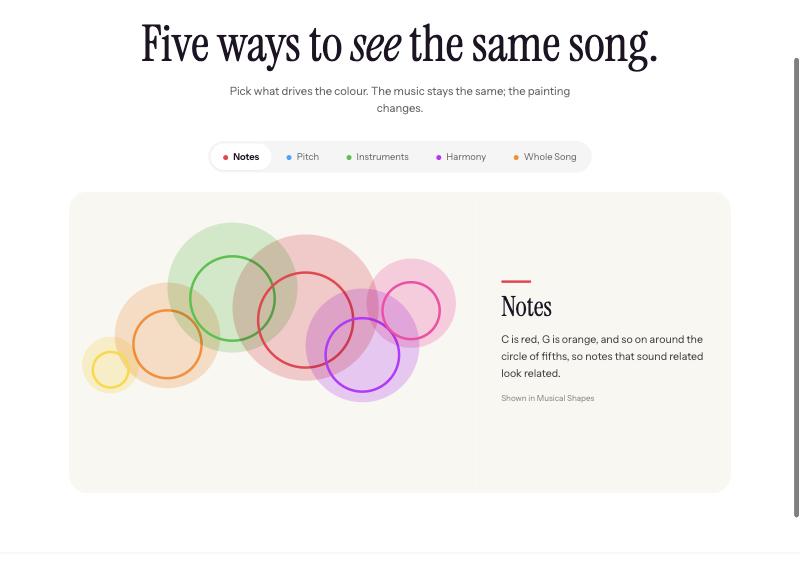 Five ways to see the same song.
Pick what drives the colour. The music stays the same; the painting
changes.
Notes
Pitch
Instruments
Harmony
Whole Song
Notes
C is red, G is orange, and so on around the
circle of fifths, so notes that sound related
look related.
Shown in Musical Shapes